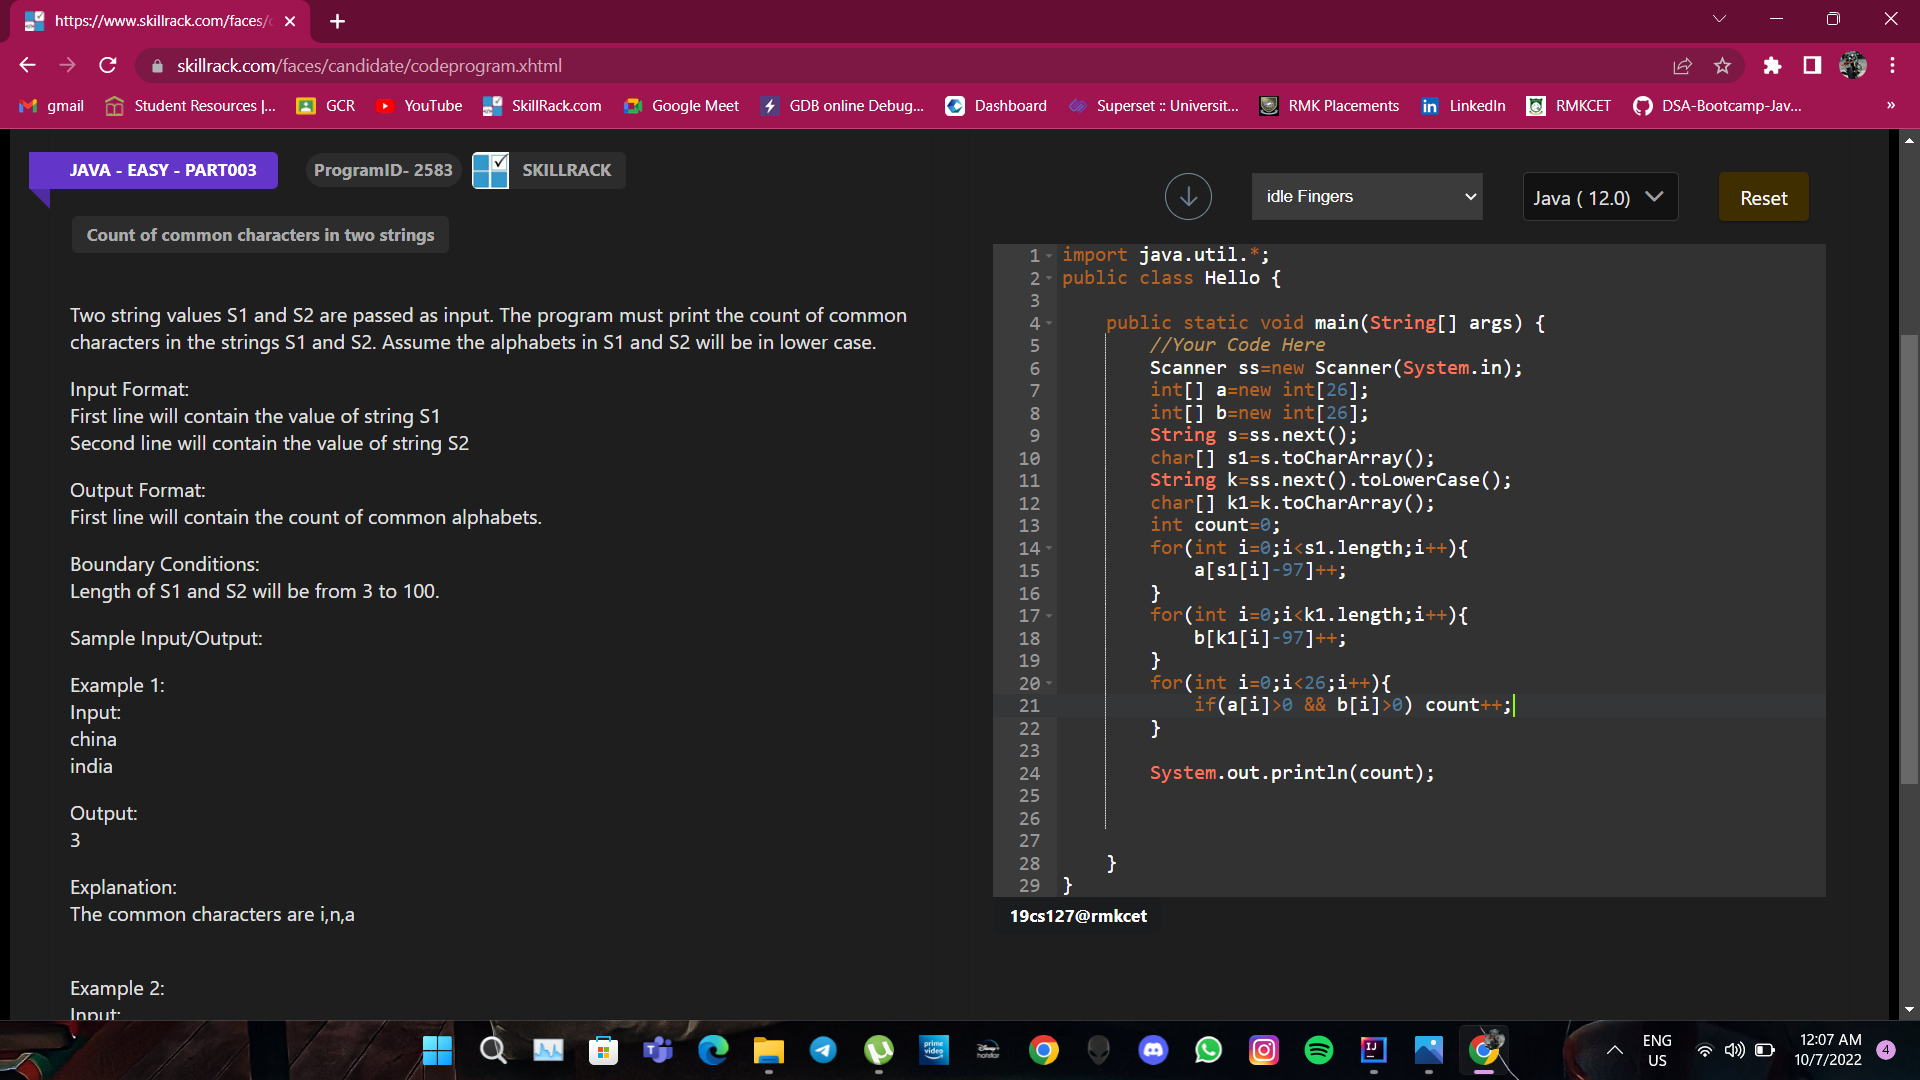 https://www.skillrack.com/faces/c
skillrack.com/faces/candidate/codeprogram.xhtml
gmail
Student Resources |...
GCR
YouTube
SkillRack.com
Google Meet
GDB online Debug...
Dashboard
Superset :: Universit...
RMK Placements
LinkedIn
RMKCET
DSA-Bootcamp-Jav...
»
JAVA - EASY - PART003
ProgramID- 2583
SKILLRACK
Count of common characters in two strings
Two string values S1 and S2 are passed as input. The program must print the count of common
characters in the strings S1 and S2. Assume the alphabets in S1 and S2 will be in lower case.
Input Format:
First line will contain the value of string S1
Second line will contain the value of string S2
Output Format:
First line will contain the count of common alphabets.
Boundary Conditions:
Length of S1 and S2 will be from 3 to 100.
Sample Input/Output:
Example 1:
Input:
china
india
Output:
3
Explanation:
The common characters are i,n,a
Example 2:
Input:
idle Fingers
Java ( 12.0)
Reset
1 import java.util.*;
2 public class Hello {
3
4 public static void main(String[] args) {
5 //Your Code Here
6 Scanner ss=new Scanner(System.in);
7 int[] a=new int[26];
8 int[] b=new int[26];
9 String s=ss.next();
10 char[] s1=s.toCharArray();
11 String k=ss.next().toLowerCase();
12 char[] k1=k.toCharArray();
13 int count=0;
14 for(int i=0;i<s1.length;i++){
15 a[s1[i]-97]++;
16 }
17 for(int i=0;i<k1.length;i++){
18 b[k1[i]-97]++;
19 }
20 for(int i=0;i<26;i++){
21 if(a[i]>0 && b[i]>0) count++;
22 }
23
24 System.out.println(count);
25
26
27
28 }
29 }
19cs127@rmkcet
prime video
hotstar
ENG
US
12:07 AM
10/7/2022
4